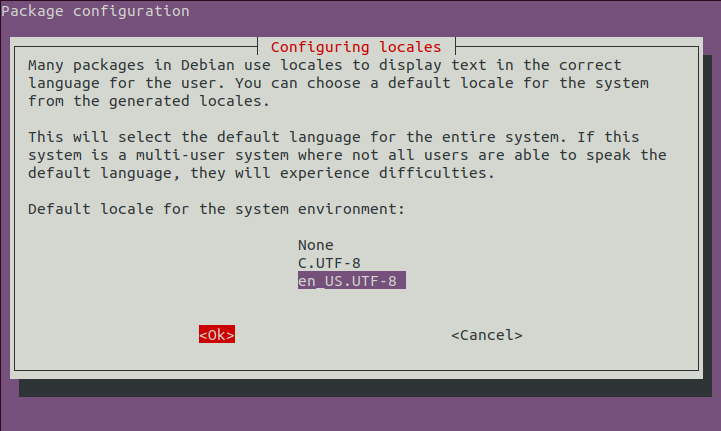 Package configuration
Configuring locales
Many packages in Debian use locales to display text in the correct
language for the user. You can choose a default locale for the system
from the generated locales.
This will select the default language for the entire system. If this
system is a multi-user system where not all users are able to speak the
default language, they will experience difficulties.
Default locale for the system environment:
None
C.UTF-8
en_US.UTF-8
<Ok> <Cancel>